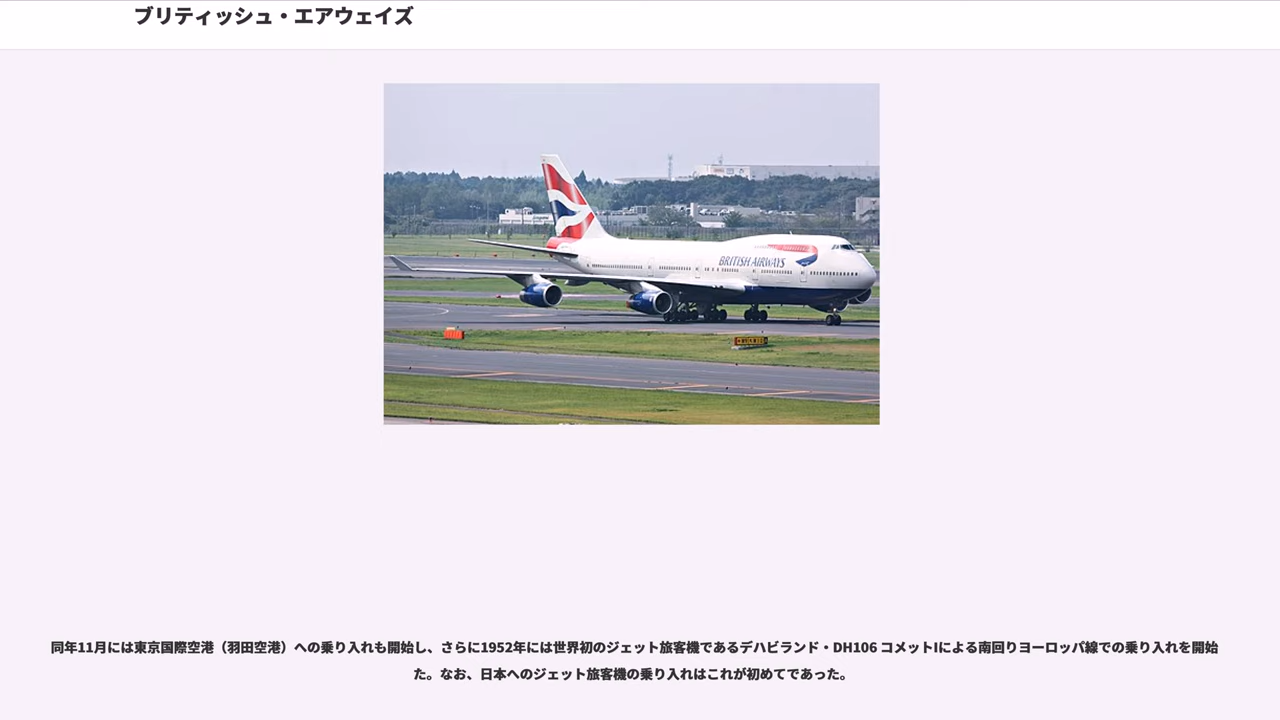 ブリティッシュ・エアウェイズ
BRITISH AIRWAYS
同年11月には東京国際空港（羽田空港）への乗り入れも開始し、さらに1952年には世界初のジェット旅客機であるデハビランド・DH106 コメットIによる南回りヨーロッパ線での乗り入れを開始
た。なお、日本へのジェット旅客機の乗り入れはこれが初めてであった。